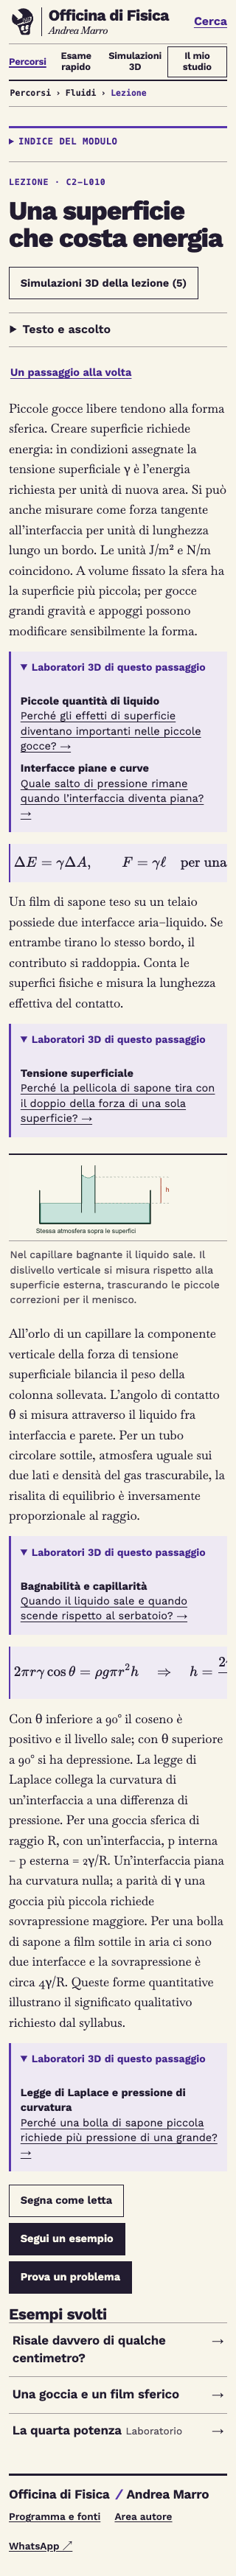 Officina di Fisica
Andrea Marro
Cerca
Percorsi
Esame
rapido
Simulazioni
3D
Il mio
studio
Percorsi › Fluidi › Lezione
▶ INDICE DEL MODULO
LEZIONE · C2-L010
Una superficie
che costa energia
Simulazioni 3D della lezione (5)
▶ Testo e ascolto
Un passaggio alla volta
Piccole gocce libere tendono alla forma
sferica. Creare superficie richiede
energia: in condizioni assegnate la
tensione superficiale γ è l’energia
richiesta per unità di nuova area. Si può
anche misurare come forza tangente
all’interfaccia per unità di lunghezza
lungo un bordo. Le unità J/m² e N/m
coincidono. A volume fissato la sfera ha
la superficie più piccola; per gocce
grandi gravità e appoggi possono
modificare sensibilmente la forma.
▼ Laboratori 3D di questo passaggio
Piccole quantità di liquido
Perché gli effetti di superficie
diventano importanti nelle piccole
gocce? →
Interfacce piane e curve
Quale salto di pressione rimane
quando l’interfaccia diventa piana?
→
ΔE = γΔA, F = γℓ per una
Un film di sapone teso su un telaio
possiede due interfacce aria–liquido. Se
entrambe tirano lo stesso bordo, il
contributo si raddoppia. Conta le
superfici fisiche e misura la lunghezza
effettiva del contatto.
▼ Laboratori 3D di questo passaggio
Tensione superficiale
Perché la pellicola di sapone tira con
il doppio della forza di una sola
superficie? →
h
Stessa atmosfera sopra le superfici
Nel capillare bagnante il liquido sale. Il
dislivello verticale si misura rispetto alla
superficie esterna, trascurando le piccole
correzioni per il menisco.
All’orlo di un capillare la componente
verticale della forza di tensione
superficiale bilancia il peso della
colonna sollevata. L’angolo di contatto
θ si misura attraverso il liquido fra
interfaccia e parete. Per un tubo
circolare sottile, atmosfera uguale sui
due lati e densità del gas trascurabile, la
risalita di equilibrio è inversamente
proporzionale al raggio.
▼ Laboratori 3D di questo passaggio
Bagnabilità e capillarità
Quando il liquido sale e quando
scende rispetto al serbatoio? →
2πrγ cos θ = ρgπr²h ⇒ h = 2
Con θ inferiore a 90° il coseno è
positivo e il livello sale; con θ superiore
a 90° si ha depressione. La legge di
Laplace collega la curvatura di
un’interfaccia a una differenza di
pressione. Per una goccia sferica di
raggio R, con un’interfaccia, p interna
− p esterna = 2γ/R. Un’interfaccia piana
ha curvatura nulla; a parità di γ una
goccia più piccola richiede
sovrapressione maggiore. Per una bolla
di sapone a film sottile in aria ci sono
due interfacce e la sovrapressione è
circa 4γ/R. Queste forme quantitative
illustrano il significato qualitativo
richiesto dal syllabus.
▼ Laboratori 3D di questo passaggio
Legge di Laplace e pressione di
curvatura
Perché una bolla di sapone piccola
richiede più pressione di una grande?
→
Segna come letta
Segui un esempio
Prova un problema
Esempi svolti
Risale davvero di qualche
centimetro? →
Una goccia e un film sferico →
La quarta potenza Laboratorio →
Officina di Fisica / Andrea Marro
Programma e fonti Area autore
WhatsApp ↗